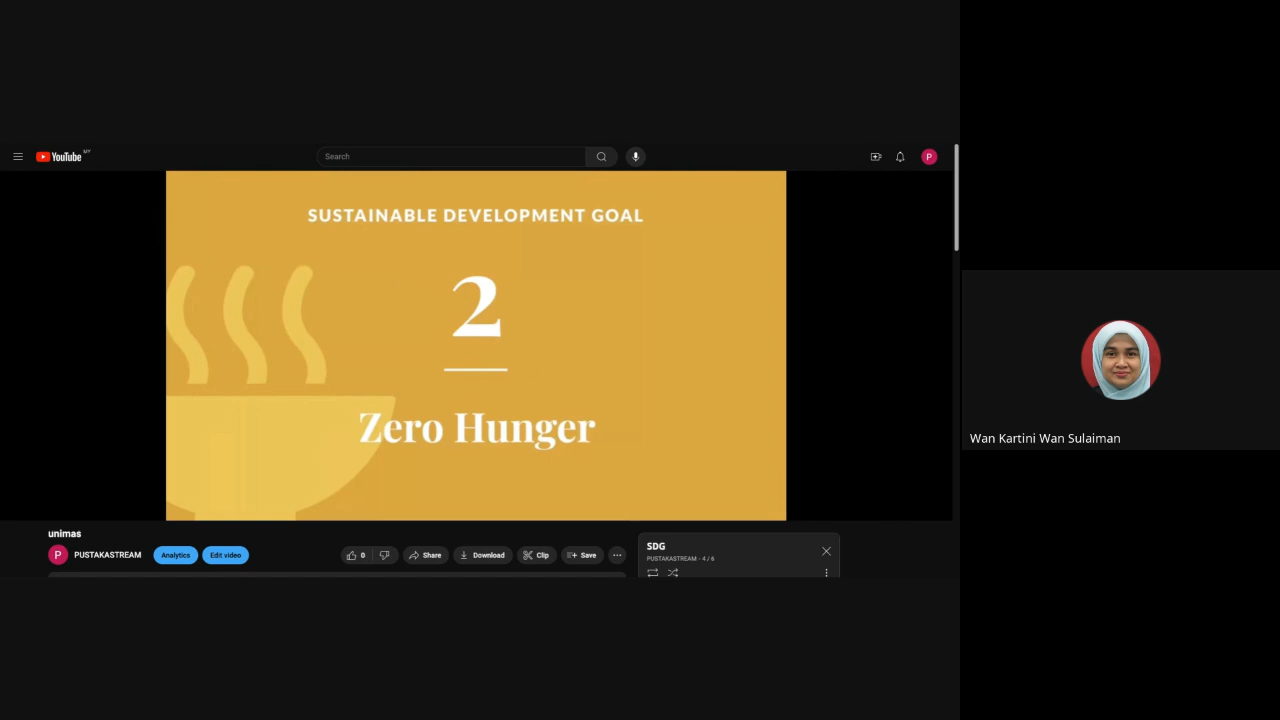 YouTube MY
Search
P
SUSTAINABLE DEVELOPMENT GOAL
2
Zero Hunger
unimas
P PUSTAKASTREAM Analytics Edit video 0 Share Download Clip Save
SDG
PUSTAKASTREAM - 4 / 6
Wan Kartini Wan Sulaiman